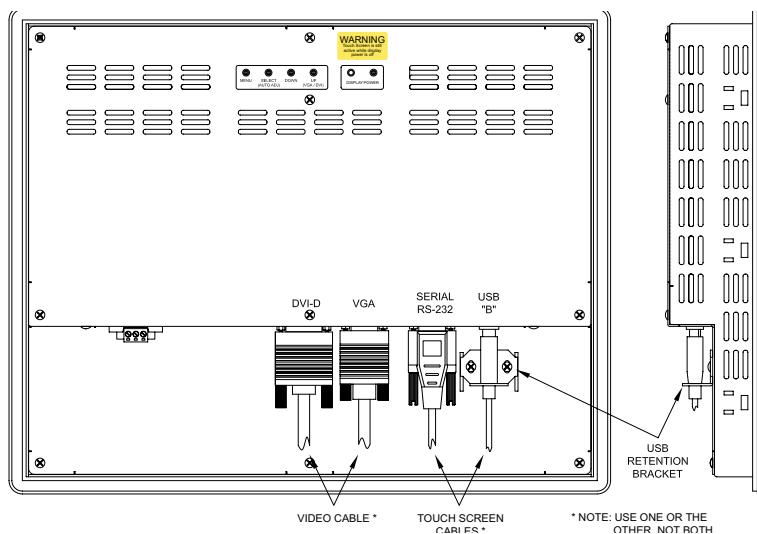 WARNING
Touch Screen is still
active while display
power is off
MENU
SELECT
(AUTO ADJ)
DOWN
UP
(VGA / DVI)
DISPLAY POWER
DVI-D
VGA
SERIAL
RS-232
USB
"B"
USB
RETENTION
BRACKET
VIDEO CABLE *
TOUCH SCREEN
CABLES *
* NOTE: USE ONE OR THE
OTHER, NOT BOTH